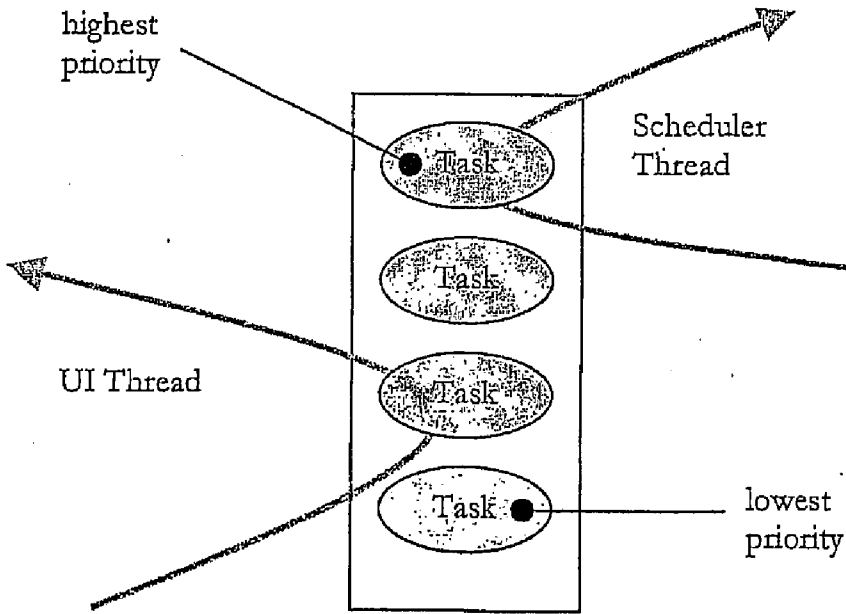 highest
priority
Scheduler
Thread
Task
Task
UI Thread
Task
Task
lowest
priority